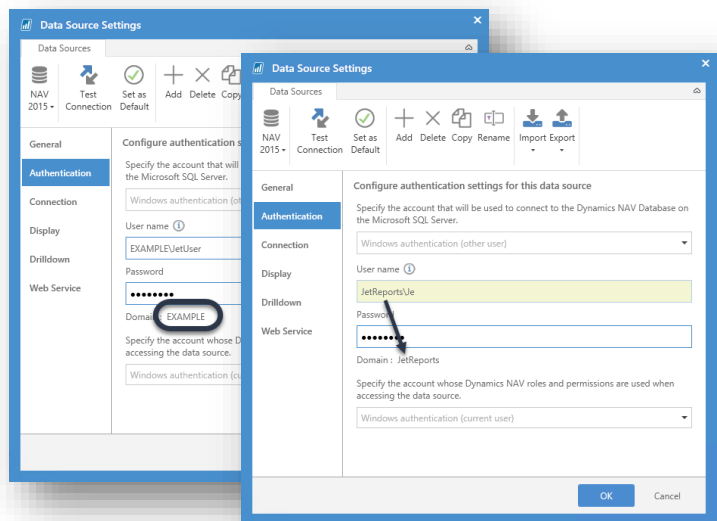 Data Source Settings
Data Sources
NAV 2015
Test Connection
Set as Default
Add
Delete
Copy
General
Authentication
Connection
Display
Drilldown
Web Service
Configure authentication s
Specify the account that will
the Microsoft SQL Server.
Windows authentication (ot
User name
EXAMPLE\JetUser
Password
Domain : EXAMPLE
Specify the account whose D
accessing the data source.
Windows authentication (cu
Data Source Settings
Data Sources
NAV 2015
Test Connection
Set as Default
Add
Delete
Copy
Rename
Import
Export
General
Authentication
Connection
Display
Drilldown
Web Service
Configure authentication settings for this data source
Specify the account that will be used to connect to the Dynamics NAV Database on
the Microsoft SQL Server.
Windows authentication (other user)
User name
JetReports\Je
Password
Domain : JetReports
Specify the account whose Dynamics NAV roles and permissions are used when
accessing the data source.
Windows authentication (current user)
OK
Cancel